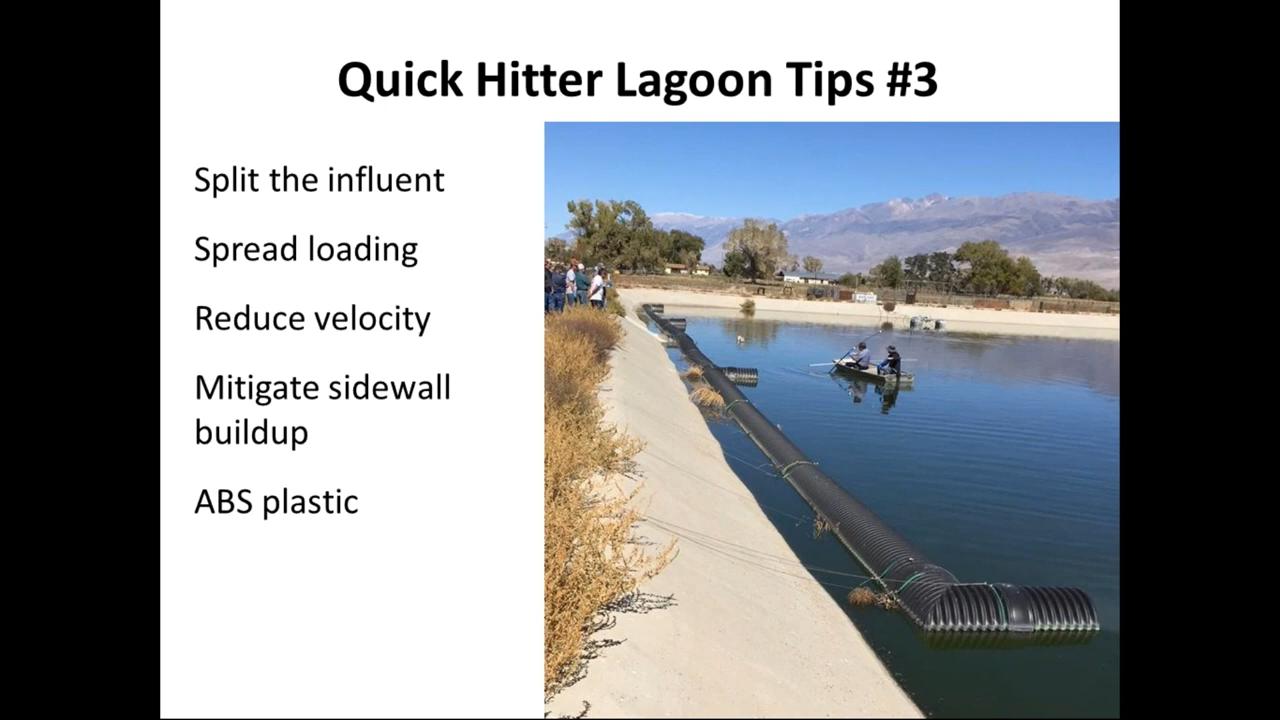 Quick Hitter Lagoon Tips #3
Split the influent
Spread loading
Reduce velocity
Mitigate sidewall
buildup
ABS plastic